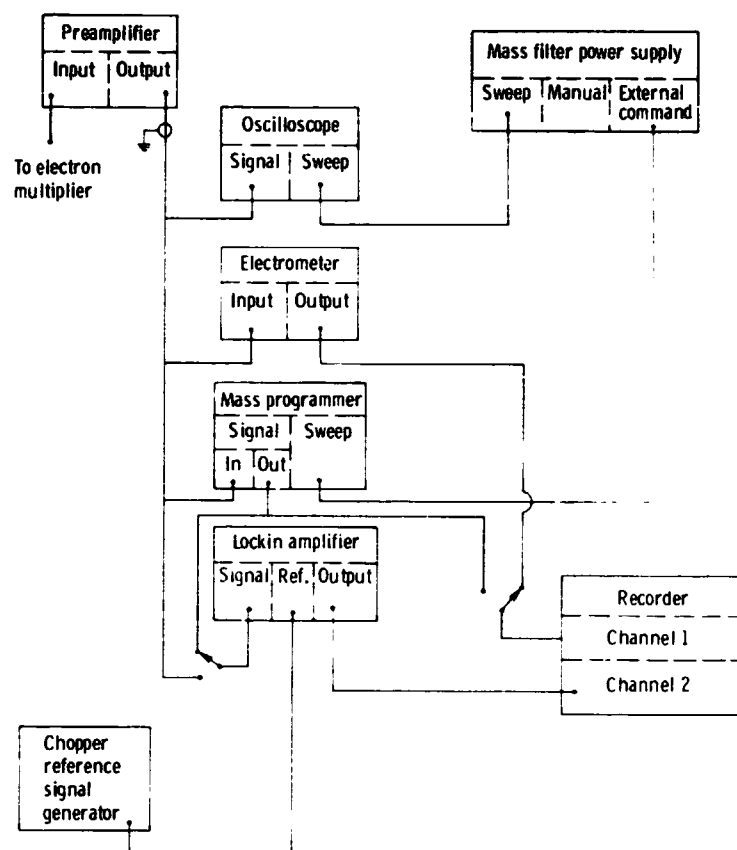 Preamplifier
Input Output
To electron
multiplier
Mass filter power supply
Sweep Manual External
command
Oscilloscope
Signal Sweep
Electrometer
Input Output
Mass programmer
Signal Sweep
In Out
Lockin amplifier
Signal Ref. Output
Recorder
Channel 1
Channel 2
Chopper
reference
signal
generator